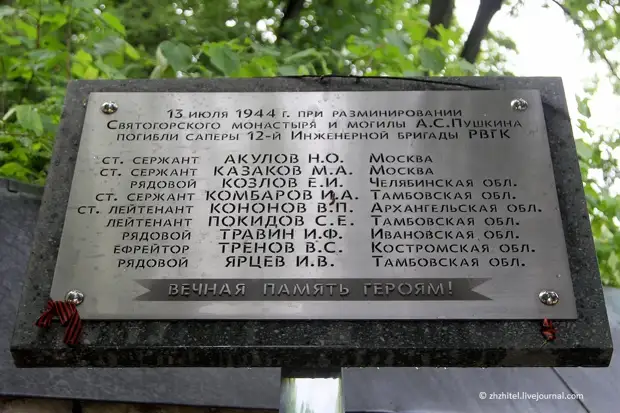 13 июля 1944 г. при разминировании
Святогорского монастыря и могилы А.С.Пушкина
погибли саперы 12-й Инженерной бригады РВГК
ст. сержант Акулов Н.О. Москва
ст. сержант Казаков М.А. Москва
рядовой Козлов Е.И. Челябинская обл.
ст. сержант Комбаров И.А. Тамбовская обл.
ст. лейтенант Кононов В.П. Архангельская обл.
лейтенант Покидов С.Е. Тамбовская обл.
рядовой Травин И.Ф. Ивановская обл.
ефрейтор Тренов В.С. Костромская обл.
рядовой Ярцев И.В. Тамбовская обл.
Вечная память героям!
© zhzhitel.livejournal.com